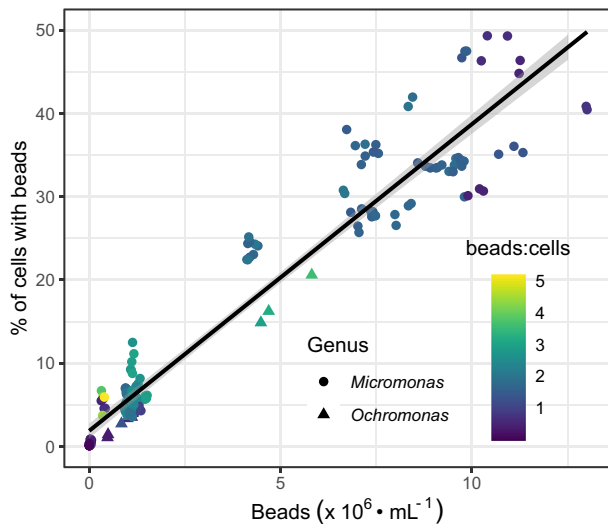 % of cells with beads
50
40
30
20
10
0
0
5
10
Beads (x 10⁶ • mL⁻¹)
Genus
Micromonas
Ochromonas
beads:cells
5
4
3
2
1